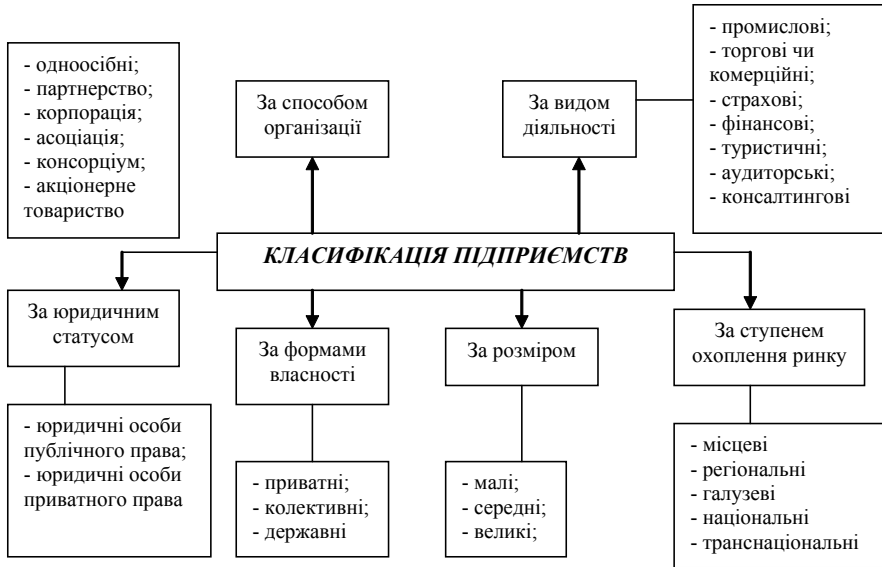 - одноосібні;
- партнерство;
- корпорація;
- асоціація;
- консорціум;
- акціонерне
товариство
За способом
організації
За видом
діяльності
- промислові;
- торгові чи
комерційні;
- страхові;
- фінансові;
- туристичні;
- аудиторські;
- консалтингові
КЛАСИФІКАЦІЯ ПІДПРИЄМСТВ
За юридичним
статусом
За формами
власності
За розміром
За ступенем
охоплення ринку
- юридичні особи
публічного права;
- юридичні особи
приватного права
- приватні;
- колективні;
- державні
- малі;
- середні;
- великі;
- місцеві
- регіональні
- галузеві
- національні
- транснаціональні